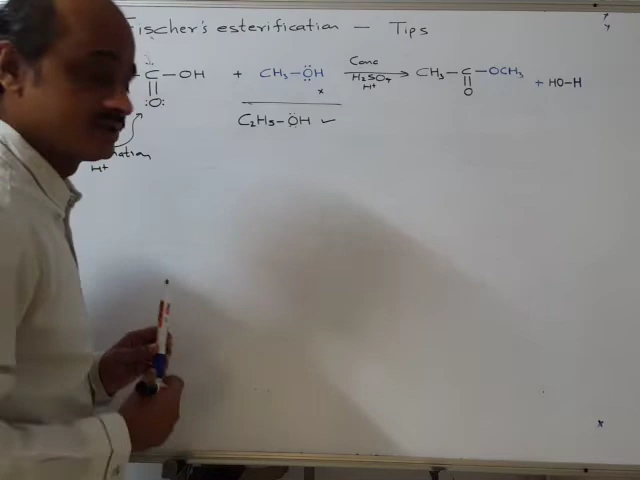 Fischer's esterification — Tips
C — OH + CH₃ — ÖH Conc H₂SO₄ H⁺ → CH₃ — C — OCH₃ + HO–H
:O: x O
C₂H₅ — ÖH ✓
H⁺